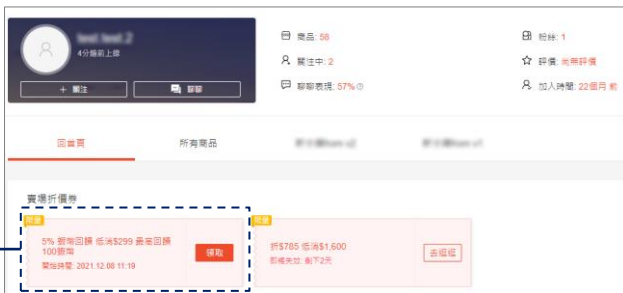 4分鐘前上線
+ 關注
聊聊
商品: 58
關注中: 2
聊聊表現: 57%
粉絲: 1
評價: 尚無評價
加入時間: 22個月 前
回首頁
所有商品
賣場折價券
限量
5% 蝦幣回饋 低消$299 最高回饋
100蝦幣
開始時間: 2021.12.08 11:19
領取
限量
折$785 低消$1,600
即將失效: 剩下2天
去逛逛